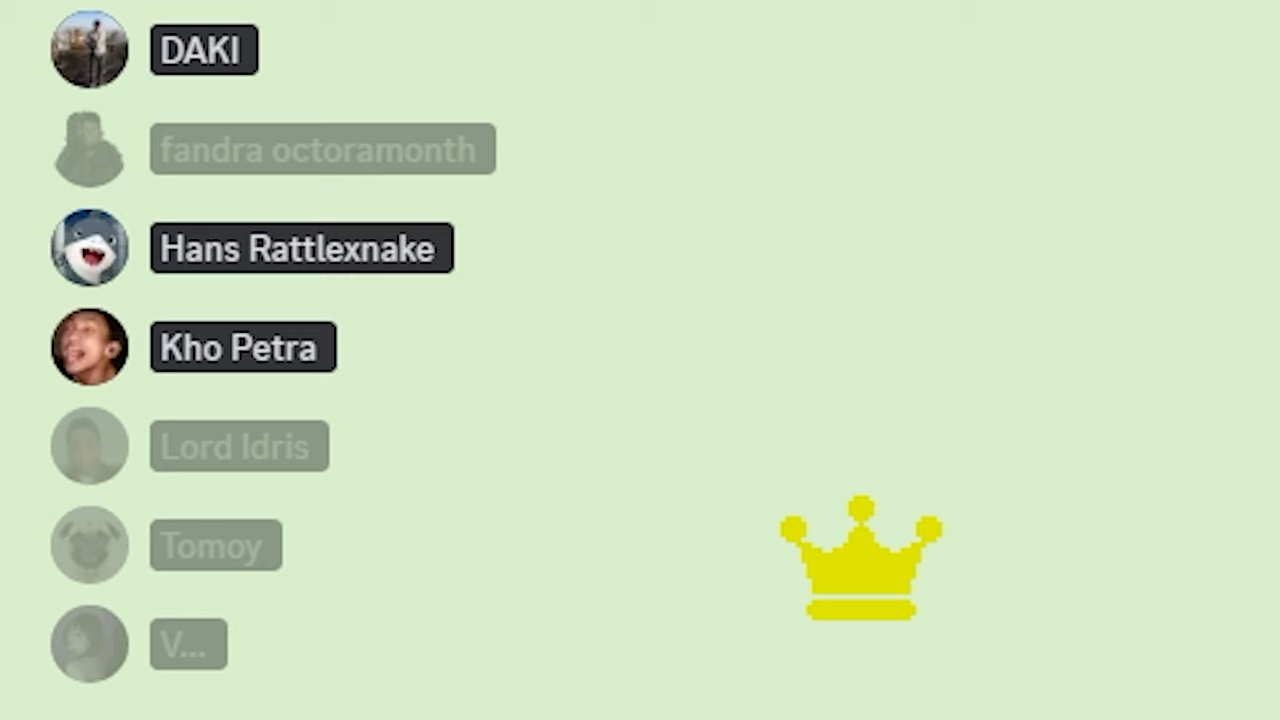 DAKI
fandra octoramonth
Hans Rattlexnake
Kho Petra
Lord Idris
Tomoy
V...